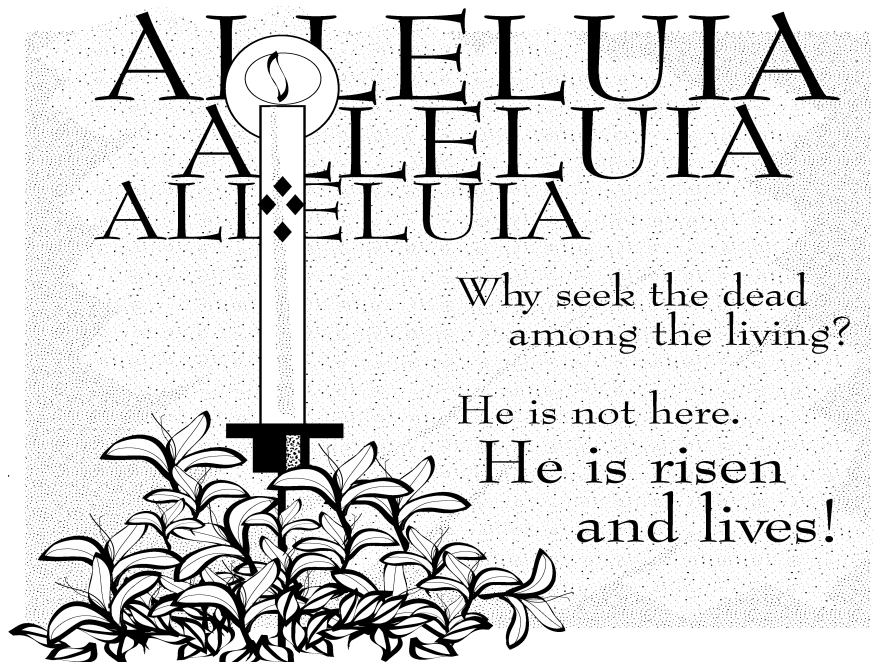 ALLELUIA
ALLELUIA
ALLELUIA
Why seek the dead
among the living?
He is not here.
He is risen
and lives!